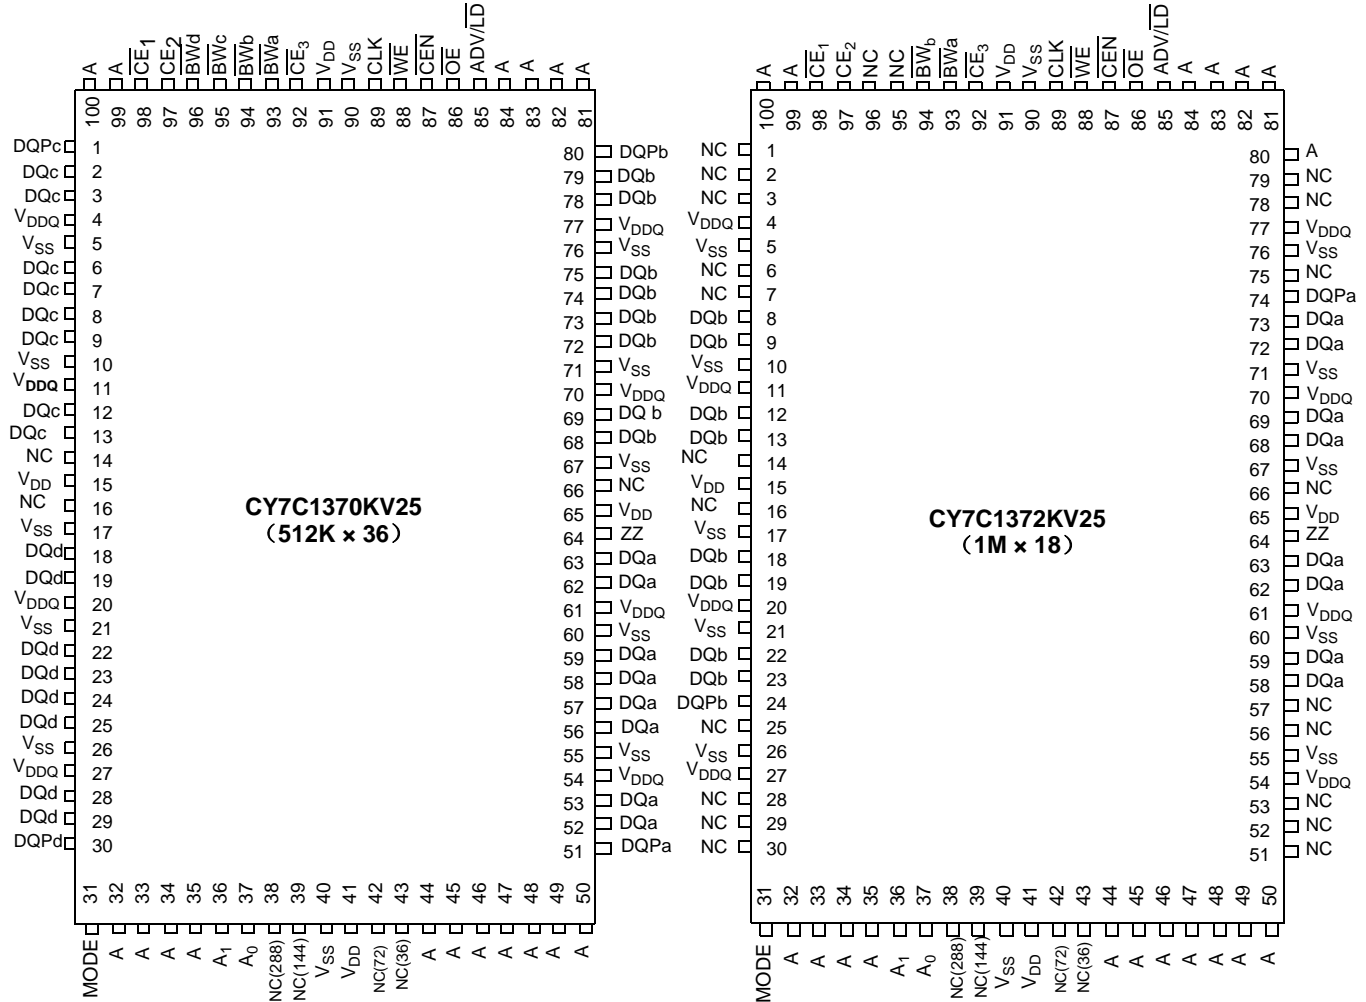 A A CE1 CE2 BWd BWc BWb BWa CE3 VDD VSS CLK WE CEN OE ADV/LD A A A A
100 99 98 97 96 95 94 93 92 91 90 89 88 87 86 85 84 83 82 81
DQPc 1
DQc 2
DQc 3
VDDQ 4
VSS 5
DQc 6
DQc 7
DQc 8
DQc 9
VSS 10
VDDQ 11
DQc 12
DQc 13
NC 14
VDD 15
NC 16
VSS 17
DQd 18
DQd 19
VDDQ 20
VSS 21
DQd 22
DQd 23
DQd 24
DQd 25
VSS 26
VDDQ 27
DQd 28
DQd 29
DQPd 30
CY7C1370KV25
(512K × 36)
80 DQPb
79 DQb
78 DQb
77 VDDQ
76 VSS
75 DQb
74 DQb
73 DQb
72 DQb
71 VSS
70 VDDQ
69 DQ b
68 DQb
67 VSS
66 NC
65 VDD
64 ZZ
63 DQa
62 DQa
61 VDDQ
60 VSS
59 DQa
58 DQa
57 DQa
56 DQa
55 VSS
54 VDDQ
53 DQa
52 DQa
51 DQPa
31 32 33 34 35 36 37 38 39 40 41 42 43 44 45 46 47 48 49 50
MODE A A A A A1 A0 NC(288) NC(144) VSS VDD NC(72) NC(36) A A A A A A A
A A CE1 CE2 NC NC BWb BWa CE3 VDD VSS CLK WE CEN OE ADV/LD A A A A
100 99 98 97 96 95 94 93 92 91 90 89 88 87 86 85 84 83 82 81
NC 1
NC 2
NC 3
VDDQ 4
VSS 5
NC 6
NC 7
DQb 8
DQb 9
VSS 10
VDDQ 11
DQb 12
DQb 13
NC 14
VDD 15
NC 16
VSS 17
DQb 18
DQb 19
VDDQ 20
VSS 21
DQb 22
DQb 23
DQPb 24
NC 25
VSS 26
VDDQ 27
NC 28
NC 29
NC 30
CY7C1372KV25
(1M × 18)
80 A
79 NC
78 NC
77 VDDQ
76 VSS
75 NC
74 DQPa
73 DQa
72 DQa
71 VSS
70 VDDQ
69 DQa
68 DQa
67 VSS
66 NC
65 VDD
64 ZZ
63 DQa
62 DQa
61 VDDQ
60 VSS
59 DQa
58 DQa
57 NC
56 NC
55 VSS
54 VDDQ
53 NC
52 NC
51 NC
31 32 33 34 35 36 37 38 39 40 41 42 43 44 45 46 47 48 49 50
MODE A A A A A1 A0 NC(288) NC(144) VSS VDD NC(72) NC(36) A A A A A A A